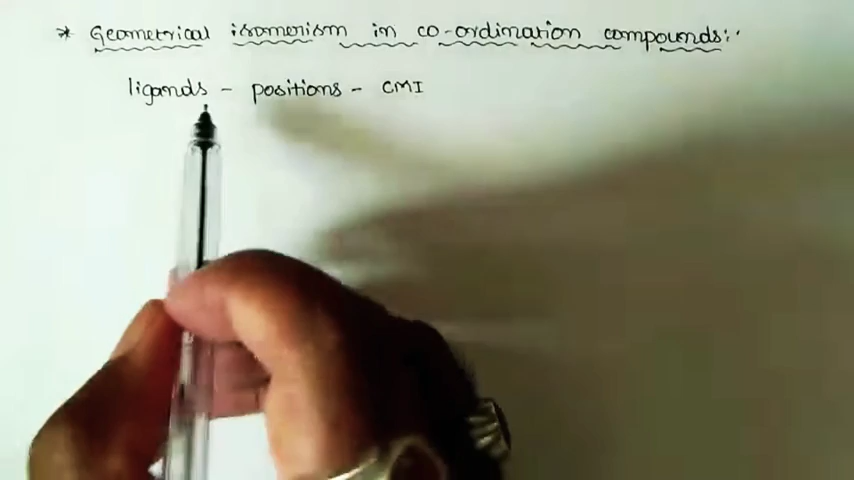 * Geometrical isomerism in co-ordination compounds:-
ligands - positions - CMI